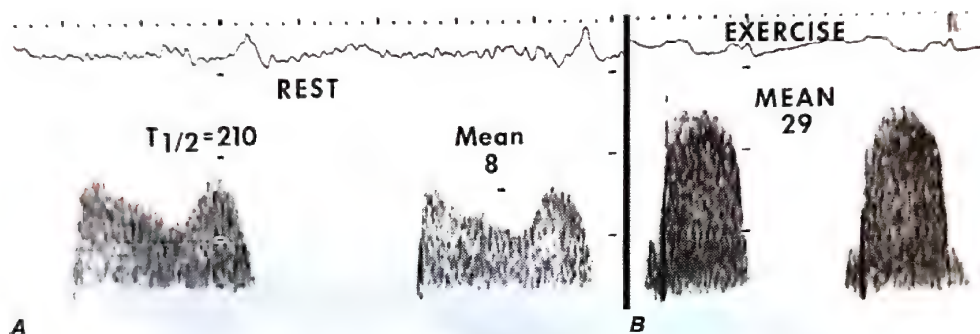 REST
T1/2=210
Mean
8
EXERCISE
MEAN
29
A
B